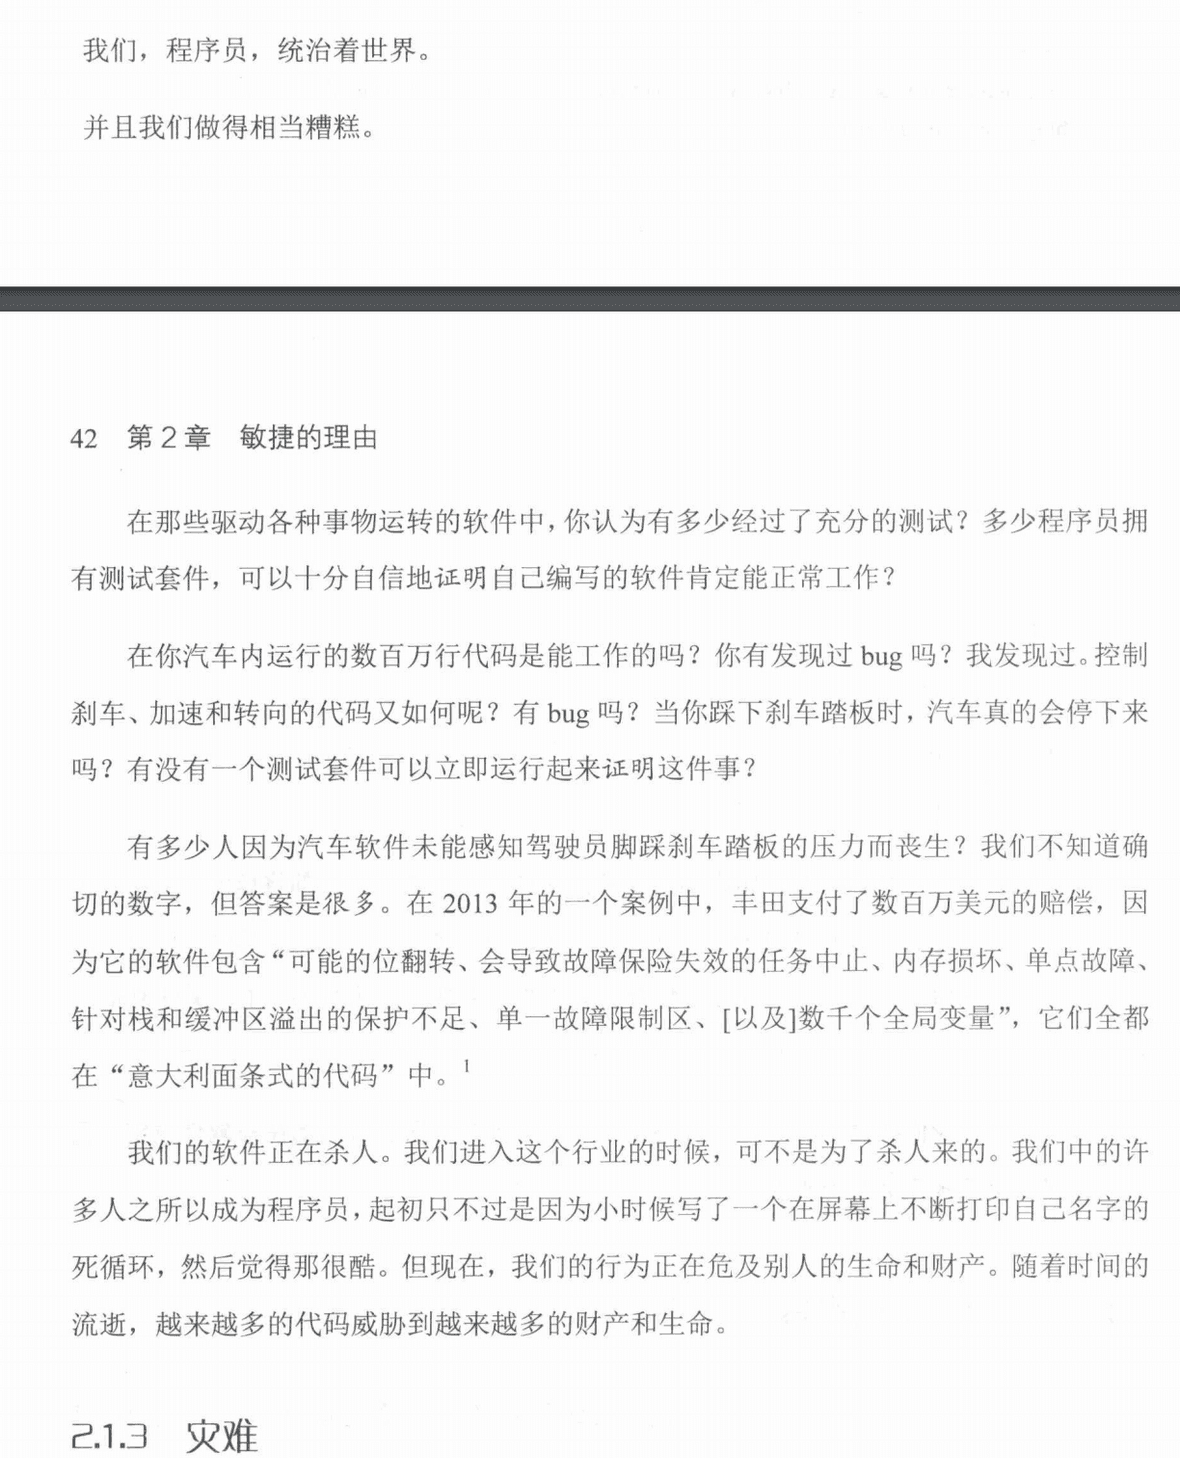 我们，程序员，统治着世界。
并且我们做得相当糟糕。
42 第2章 敏捷的理由
在那些驱动各种事物运转的软件中，你认为有多少经过了充分的测试？多少程序员拥
有测试套件，可以十分自信地证明自己编写的软件肯定能正常工作？
在你汽车内运行的数百万行代码是能工作的吗？你有发现过 bug 吗？我发现过。控制
刹车、加速和转向的代码又如何呢？有 bug 吗？当你踩下刹车踏板时，汽车真的会停下来
吗？有没有一个测试套件可以立即运行起来证明这件事？
有多少人因为汽车软件未能感知驾驶员脚踩刹车踏板的压力而丧生？我们不知道确
切的数字，但答案是很多。在 2013 年的一个案例中，丰田支付了数百万美元的赔偿，因
为它的软件包含“可能的位翻转、会导致故障保险失效的任务中止、内存损坏、单点故障、
针对栈和缓冲区溢出的保护不足、单一故障限制区、[以及]数千个全局变量”，它们全都
在“意大利面条式的代码”中。1
我们的软件正在杀人。我们进入这个行业的时候，可不是为了杀人来的。我们中的许
多人之所以成为程序员，起初只不过是因为小时候写了一个在屏幕上不断打印自己名字的
死循环，然后觉得那很酷。但现在，我们的行为正在危及别人的生命和财产。随着时间的
流逝，越来越多的代码威胁到越来越多的财产和生命。
2.1.3 灾难